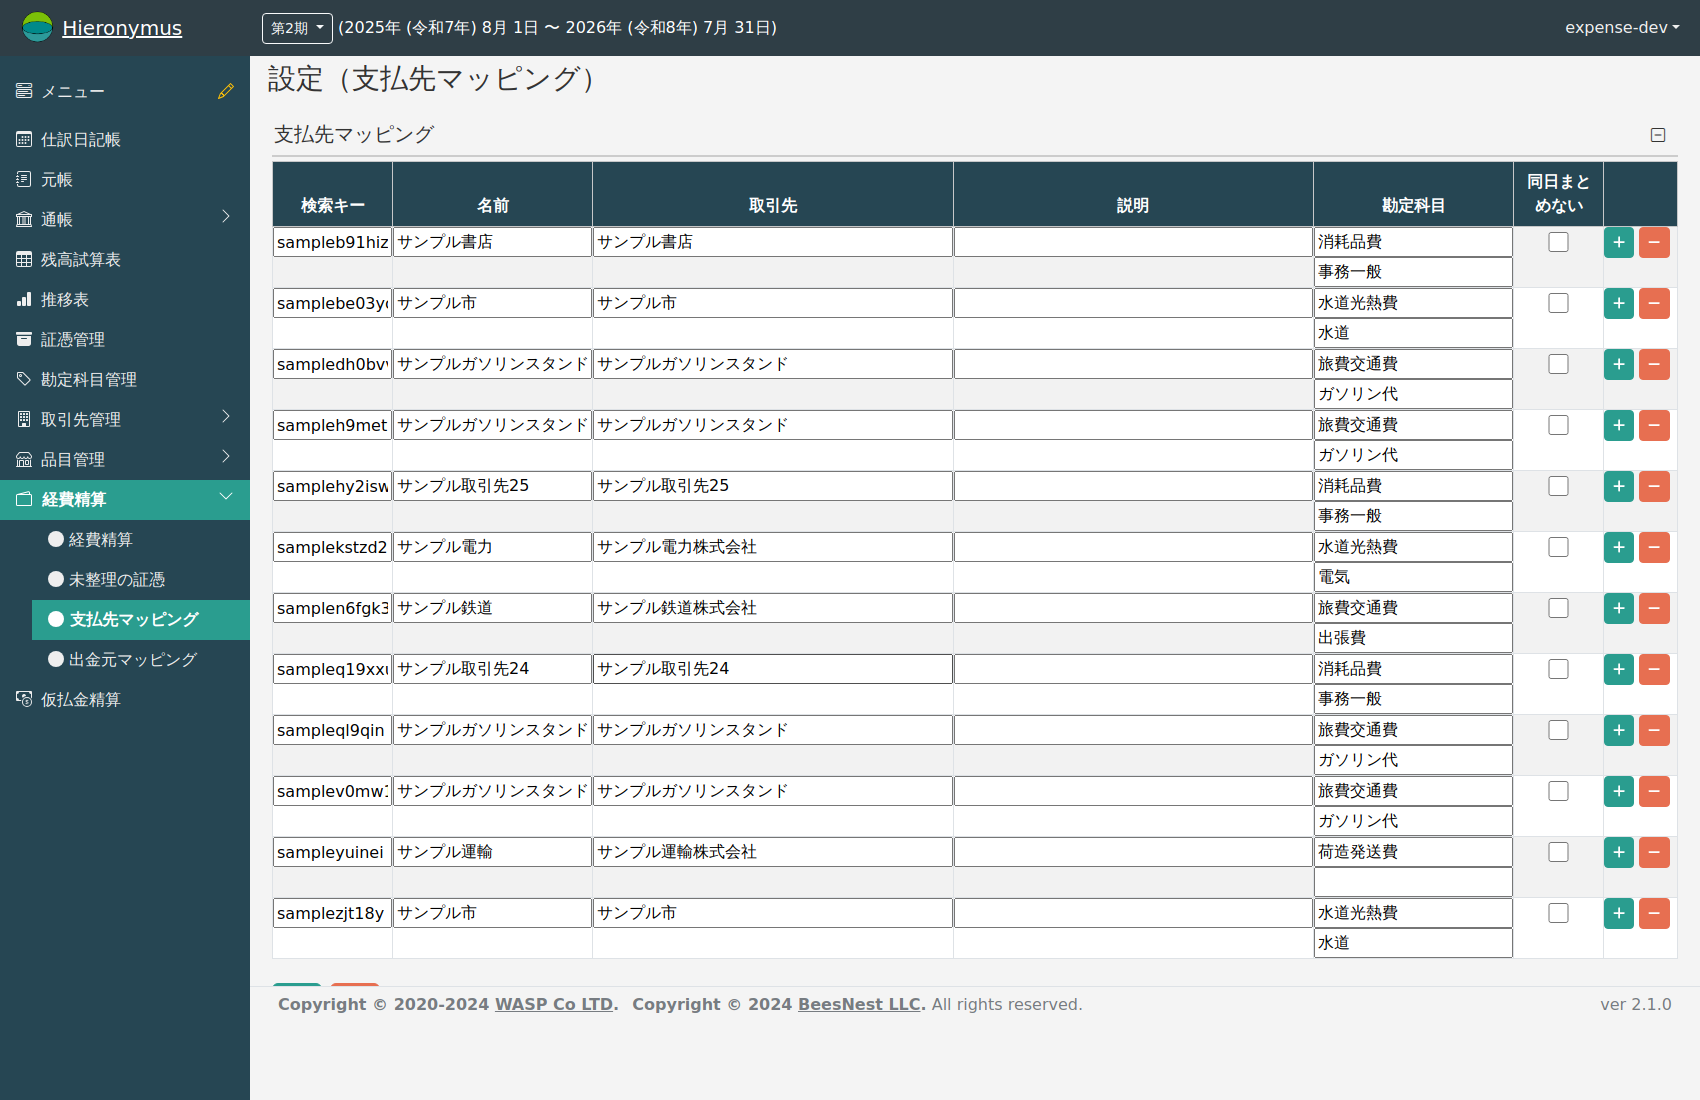 Hieronymus
第2期 (2025年 (令和7年) 8月 1日 〜 2026年 (令和8年) 7月 31日)
expense-dev
メニュー
仕訳日記帳
元帳
通帳
残高試算表
推移表
証憑管理
勘定科目管理
取引先管理
品目管理
経費精算
経費精算
未整理の証憑
支払先マッピング
出金元マッピング
仮払金精算
設定（支払先マッピング）
支払先マッピング
検索キー 名前 取引先 説明 勘定科目 同日まと
めない
sampleb91hiz サンプル書店 サンプル書店 消耗品費
事務一般
samplebe03y サンプル市 サンプル市 水道光熱費
水道
sampledh0bv サンプルガソリンスタンド サンプルガソリンスタンド 旅費交通費
ガソリン代
sampleh9met サンプルガソリンスタンド サンプルガソリンスタンド 旅費交通費
ガソリン代
samplehy2isw サンプル取引先25 サンプル取引先25 消耗品費
事務一般
samplekstzd2 サンプル電力 サンプル電力株式会社 水道光熱費
電気
samplen6fgk3 サンプル鉄道 サンプル鉄道株式会社 旅費交通費
出張費
sampleq19xx サンプル取引先24 サンプル取引先24 消耗品費
事務一般
sampleql9qin サンプルガソリンスタンド サンプルガソリンスタンド 旅費交通費
ガソリン代
samplev0mw サンプルガソリンスタンド サンプルガソリンスタンド 旅費交通費
ガソリン代
sampleyuinei サンプル運輸 サンプル運輸株式会社 荷造発送費
samplezjt18y サンプル市 サンプル市 水道光熱費
水道
Copyright © 2020-2024 WASP Co LTD. Copyright © 2024 BeesNest LLC. All rights reserved.
ver 2.1.0